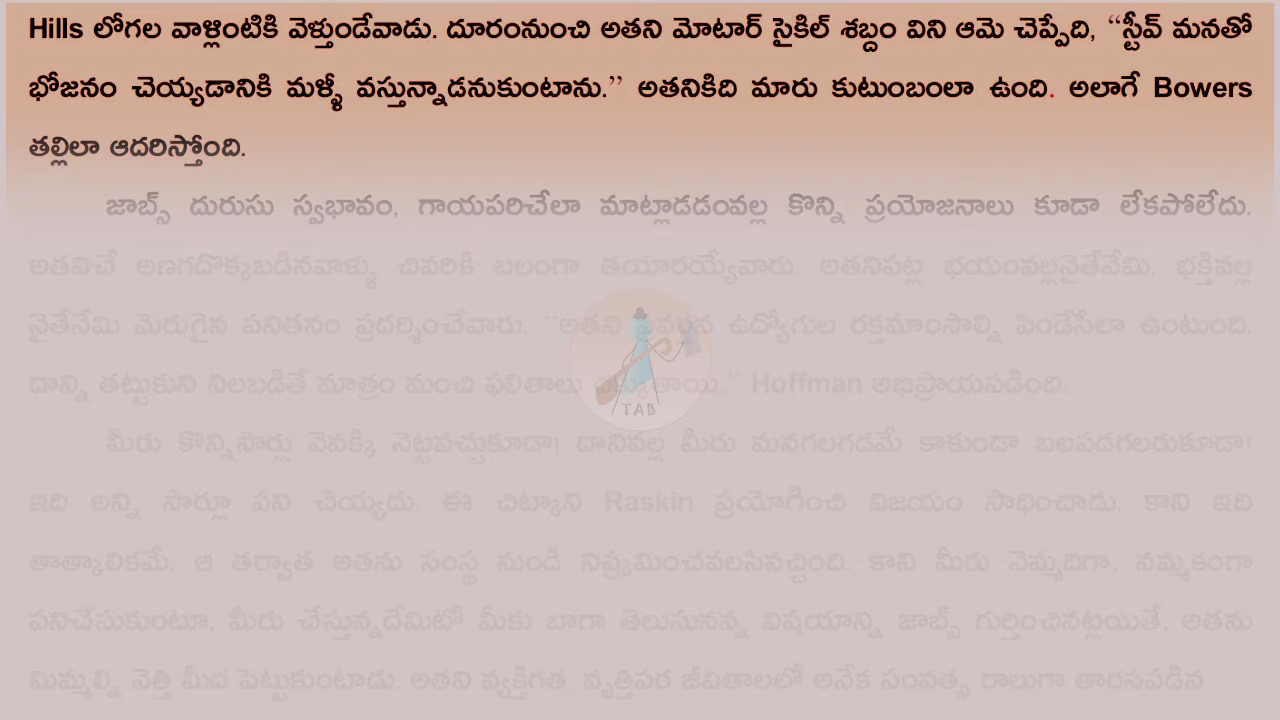 Hills లోగల వాళ్లింటికి వెళ్తుండేవాడు. దూరంనుంచి అతని మోటార్ సైకిల్ శబ్దం విని ఆమె చెప్పేది, “స్టీవ్ మనతో
భోజనం చెయ్యడానికి మళ్ళీ వస్తున్నాడనుకుంటాను.” అతనికిది మారు కుటుంబంలా ఉంది. అలాగే Bowers
తల్లిలా ఆదరిస్తోంది.
జాబ్స్ దురుసు స్వభావం, గాయపరిచేలా మాట్లాడడంవల్ల కొన్ని ప్రయోజనాలు కూడా లేకపోలేదు.
అతనిచే అణగదొక్కబడినవాళ్ళు చివరికి బలంగా తయారయ్యేవారు. అతనిపట్ల భయంవల్లనైతేనేమి, భక్తివల్ల
నైతేనేమి మెరుగైన పనితనం ప్రదర్శించేవారు. “అతని ఉద్యోగుల రక్తమాంసాల్ని పిండేసేలా ఉంటుంది.
దాన్ని తట్టుకుని నిలబడితే మాత్రం మంచి ఫలితాలు Hoffman అభిప్రాయపడింది.
TAB
మీరు కొన్నిసార్లు వెనక్కి నెట్టవచ్చుకూడా! దానివల్ల మీరు మనగలగడమే కాకుండా బలపడగలరుకూడా!
ఇది అన్ని సార్లూ పని చెయ్యదు. ఈ చిట్కాని Raskin ప్రయోగించి విజయం సాధించాడు. కాని ఇది
తాత్కాలికమే. ఆ తర్వాత అతను సంస్థ నుండి నిష్క్రమించవలసివచ్చింది. కాని మీరు నెమ్మదిగా, నమ్మకంగా
పనిచేసుకుంటూ, మీరు చేస్తున్నదేమిటో మీకు బాగా తెలుసునన్న విషయాన్ని జాబ్స్ గుర్తించినట్లయితే, అతను
మిమ్మల్ని నెత్తి మీద పెట్టుకుంటాడు. అతని వ్యక్తిగత, వృత్తిపర జీవితాలలో అనేక సంవత్స రాలుగా తారసపడిన